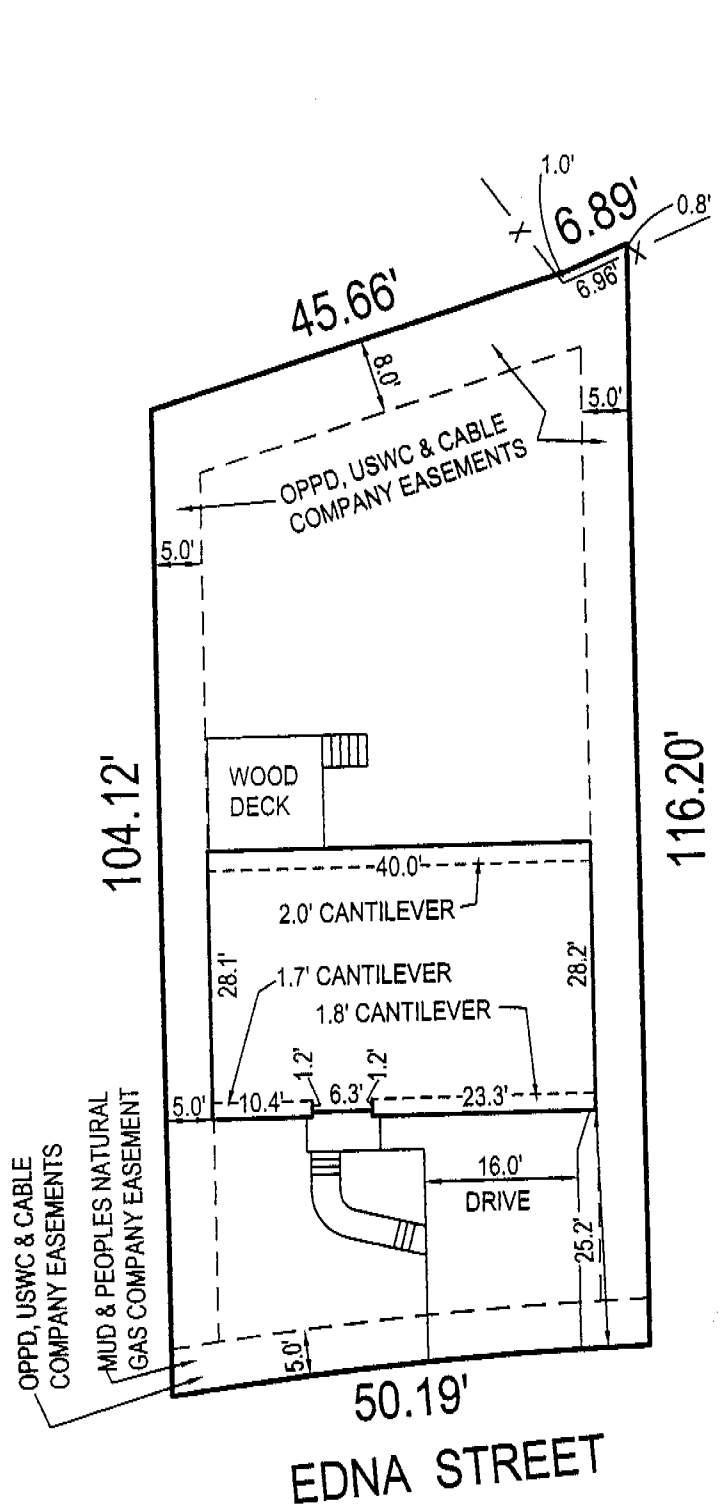 1.0'
6.89'
0.8'
6.96'
45.66'
8.0'
5.0'
OPPD, USWC & CABLE
COMPANY EASEMENTS
5.0'
WOOD
DECK
104.12'
116.20'
40.0'
2.0' CANTILEVER
28.1'
28.2'
1.7' CANTILEVER
1.8' CANTILEVER
1.2'
1.2'
5.0'
10.4'
6.3'
23.3'
OPPD, USWC & CABLE
COMPANY EASEMENTS
MUD & PEOPLES NATURAL
GAS COMPANY EASEMENT
16.0'
DRIVE
25.2'
5.0'
50.19'
EDNA STREET